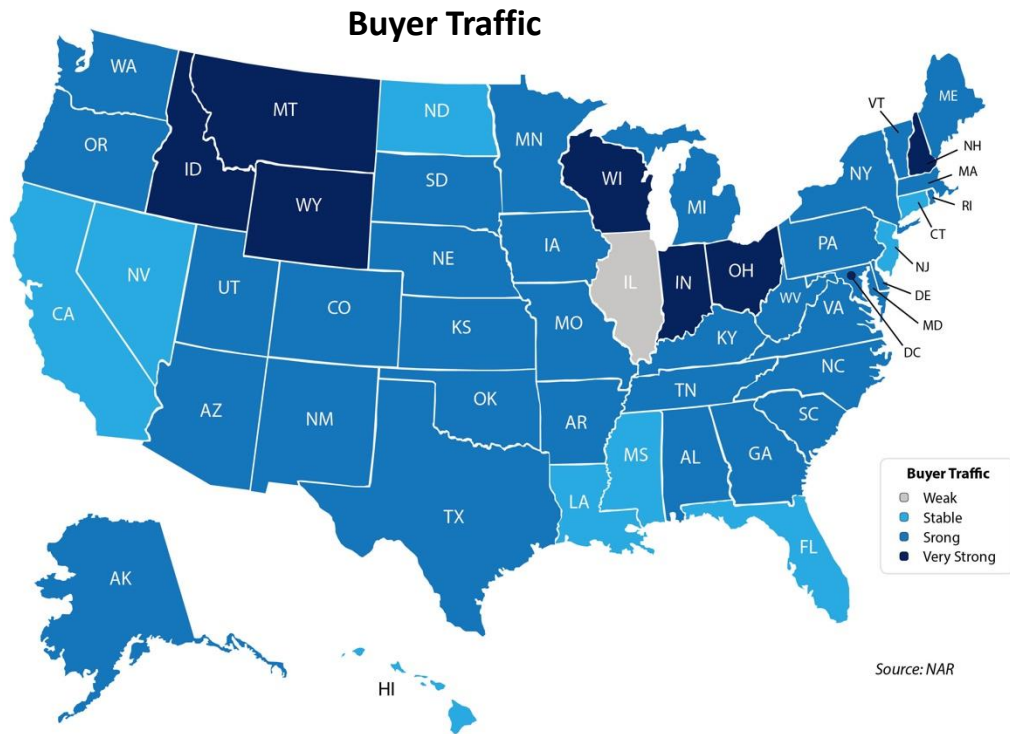 Buyer Traffic
WA
MT
ND
MN
ME
VT
OR
ID
SD
WI
NY
NH
MA
WY
MI
RI
CT
IA
PA
NE
NJ
NV
UT
IL
IN
OH
DE
CA
CO
WV
VA
MD
KS
MO
KY
DC
NC
TN
OK
AZ
NM
AR
SC
MS
AL
GA
LA
TX
FL
Buyer Traffic
Weak
Stable
Srong
Very Strong
AK
HI
Source: NAR